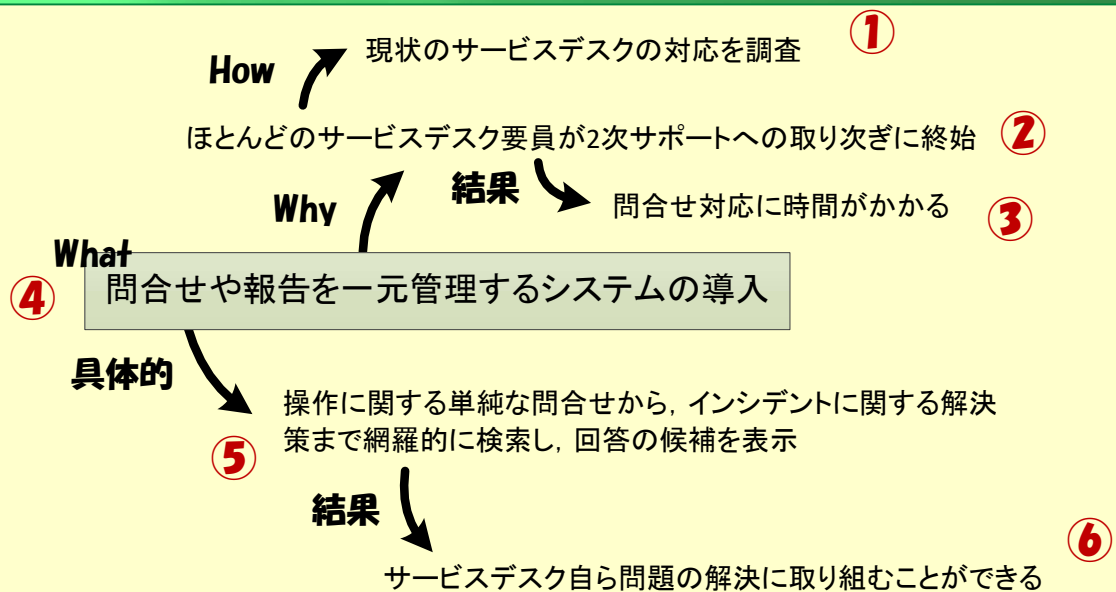 現状のサービスデスクの対応を調査
①
How
ほとんどのサービスデスク要員が2次サポートへの取り次ぎに終始
②
Why
結果
問合せ対応に時間がかかる
③
What
④
問合せや報告を一元管理するシステムの導入
具体的
操作に関する単純な問合せから，インシデントに関する解決
策まで網羅的に検索し，回答の候補を表示
⑤
結果
⑥
サービスデスク自ら問題の解決に取り組むことができる